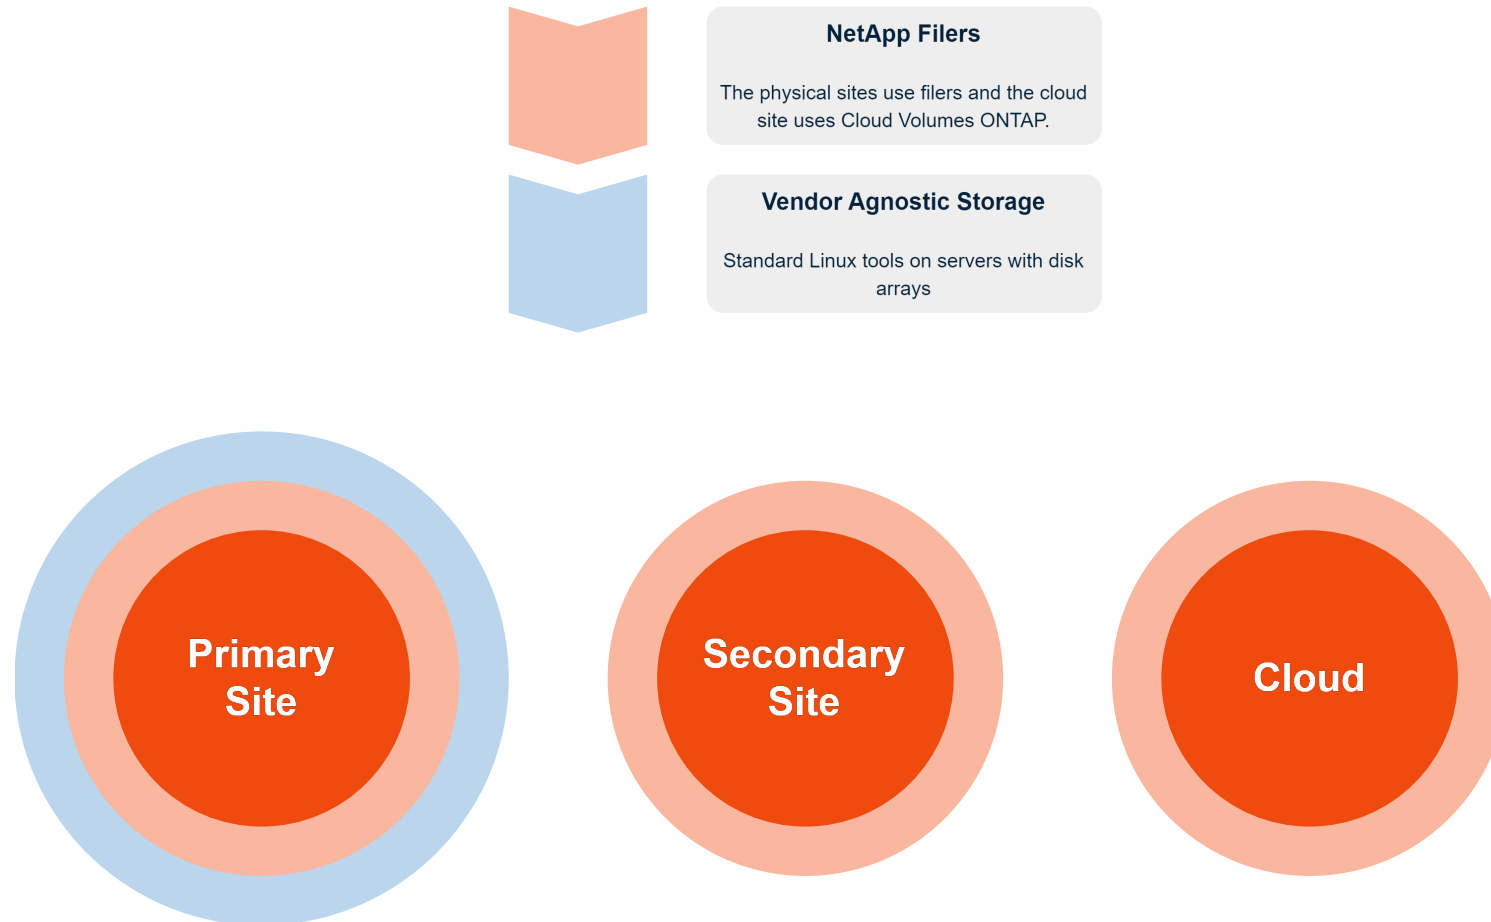 NetApp Filers
The physical sites use filers and the cloud
site uses Cloud Volumes ONTAP.
Vendor Agnostic Storage
Standard Linux tools on servers with disk
arrays
Primary
Site
Secondary
Site
Cloud